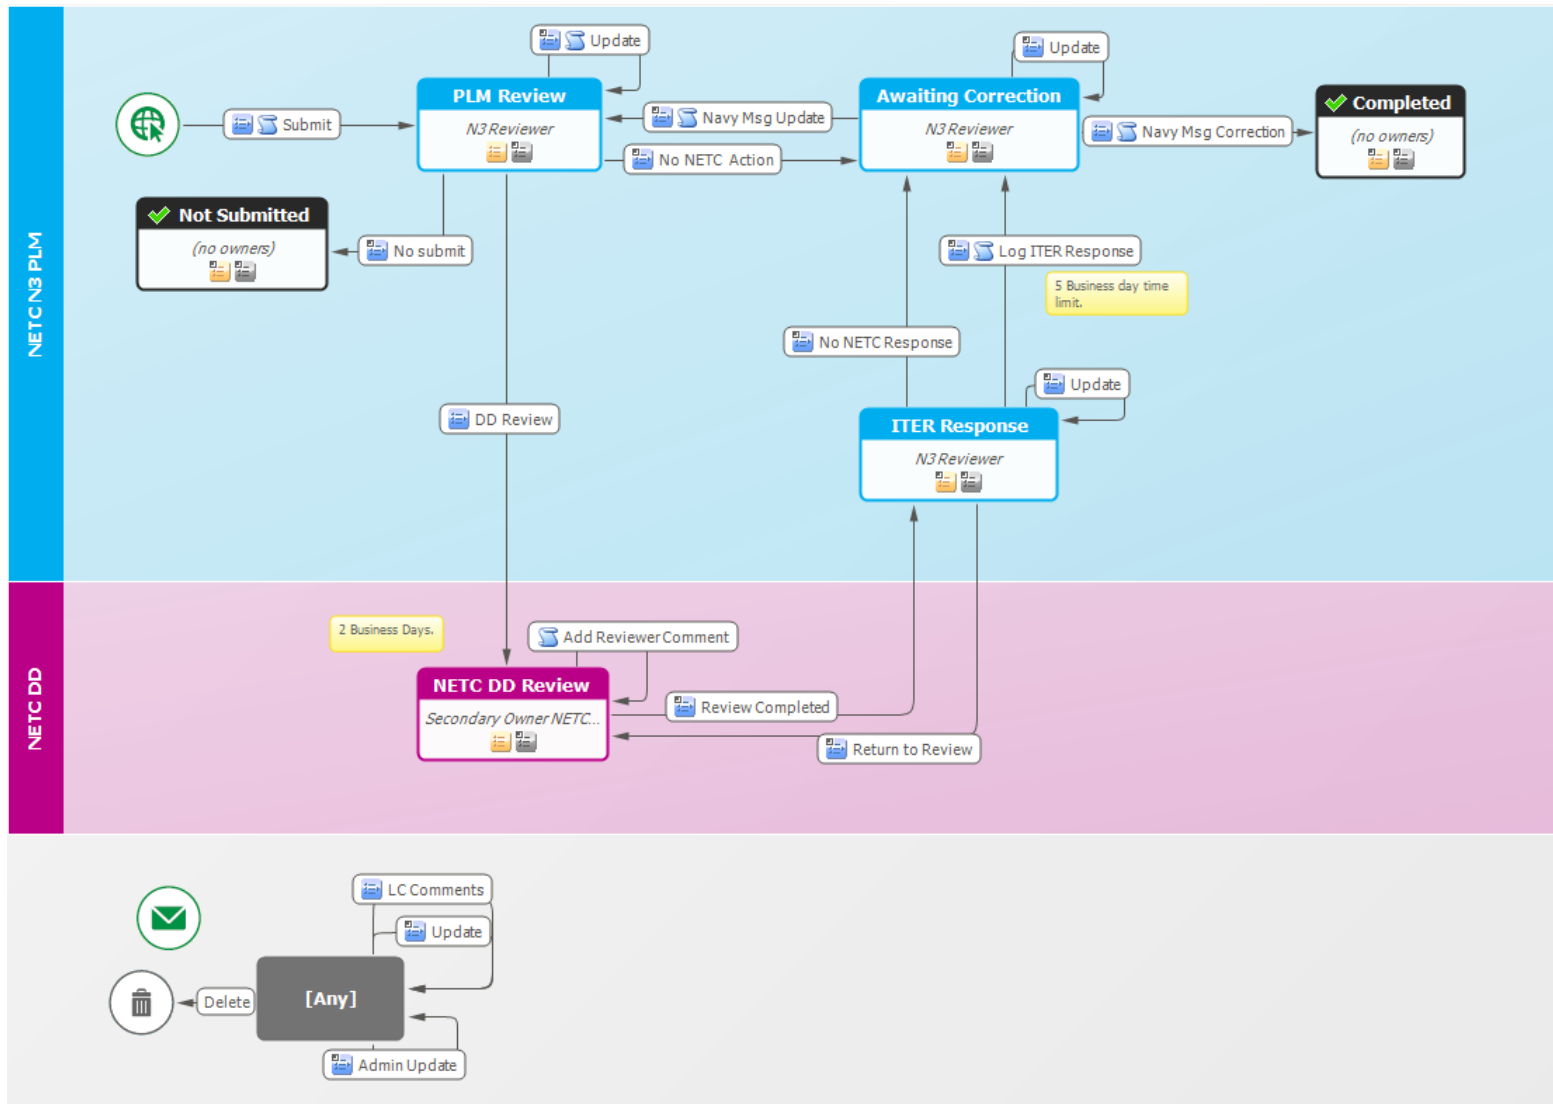 NETC N3 PLM
Update
Update
PLM Review
N3 Reviewer
Awaiting Correction
N3 Reviewer
Completed
(no owners)
Submit
Navy Msg Update
Navy Msg Correction
No NETC Action
Not Submitted
(no owners)
No submit
Log ITER Response
5 Business day time
limit.
No NETC Response
Update
DD Review
ITER Response
N3 Reviewer
NETC DD
2 Business Days.
Add Reviewer Comment
NETC DD Review
Secondary Owner NETC...
Review Completed
Return to Review
LC Comments
Update
[Any]
Delete
Admin Update